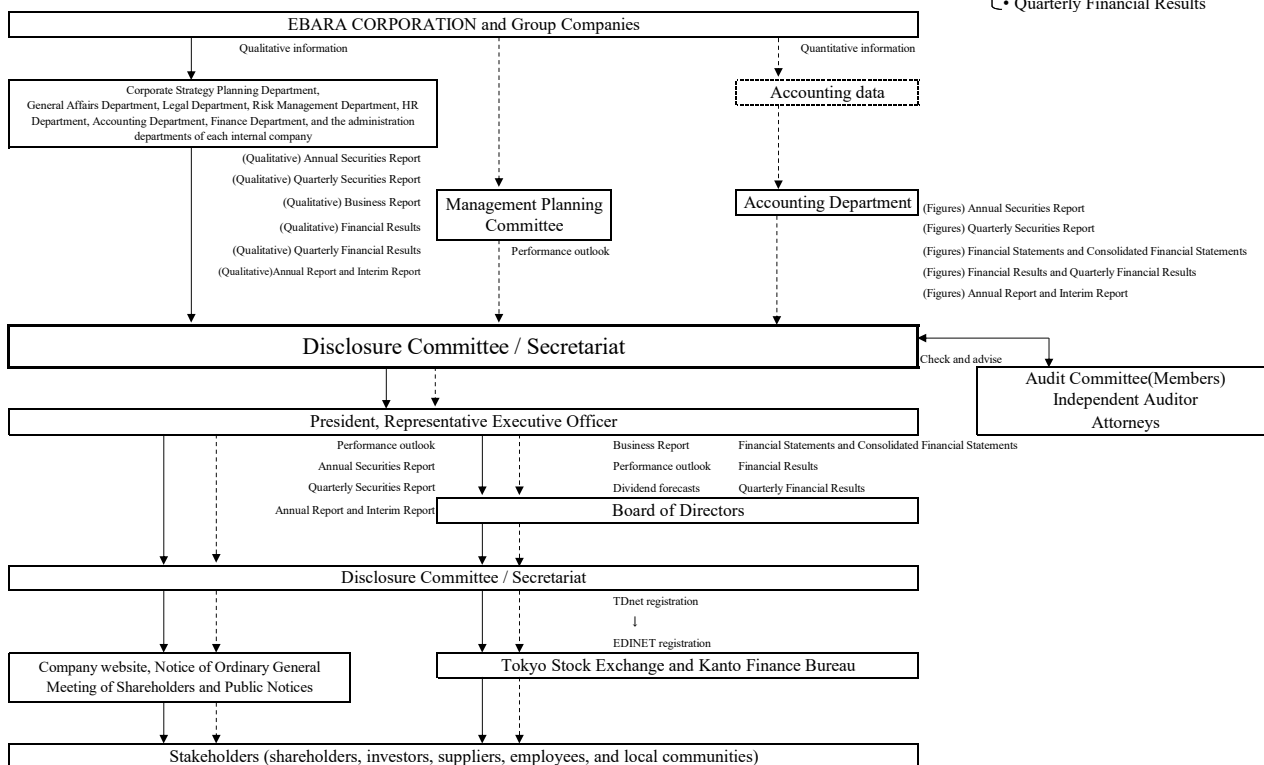 • Quarterly Financial Results
EBARA CORPORATION and Group Companies
Qualitative information
Quantitative information
Corporate Strategy Planning Department,
General Affairs Department, Legal Department, Risk Management Department, HR
Department, Accounting Department, Finance Department, and the administration
departments of each internal company
Accounting data
(Qualitative) Annual Securities Report
(Qualitative) Quarterly Securities Report
(Qualitative) Business Report
(Qualitative) Financial Results
(Qualitative) Quarterly Financial Results
(Qualitative)Annual Report and Interim Report
Management Planning
Committee
Performance outlook
Accounting Department
(Figures) Annual Securities Report
(Figures) Quarterly Securities Report
(Figures) Financial Statements and Consolidated Financial Statements
(Figures) Financial Results and Quarterly Financial Results
(Figures) Annual Report and Interim Report
Disclosure Committee / Secretariat
Check and advise
Audit Committee(Members)
Independent Auditor
Attorneys
President, Representative Executive Officer
Performance outlook
Annual Securities Report
Quarterly Securities Report
Annual Report and Interim Report
Business Report
Performance outlook
Dividend forecasts
Financial Statements and Consolidated Financial Statements
Financial Results
Quarterly Financial Results
Board of Directors
Disclosure Committee / Secretariat
TDnet registration
↓
EDINET registration
Company website, Notice of Ordinary General
Meeting of Shareholders and Public Notices
Tokyo Stock Exchange and Kanto Finance Bureau
Stakeholders (shareholders, investors, suppliers, employees, and local communities)